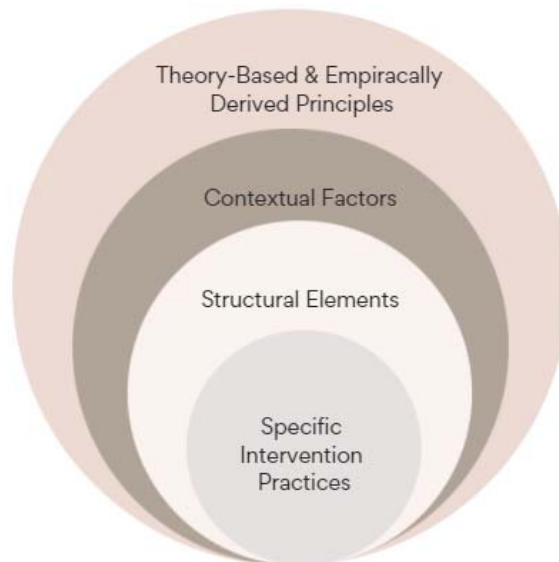 Theory-Based & Empiracally
Derived Principles
Contextual Factors
Structural Elements
Specific
Intervention
Practices